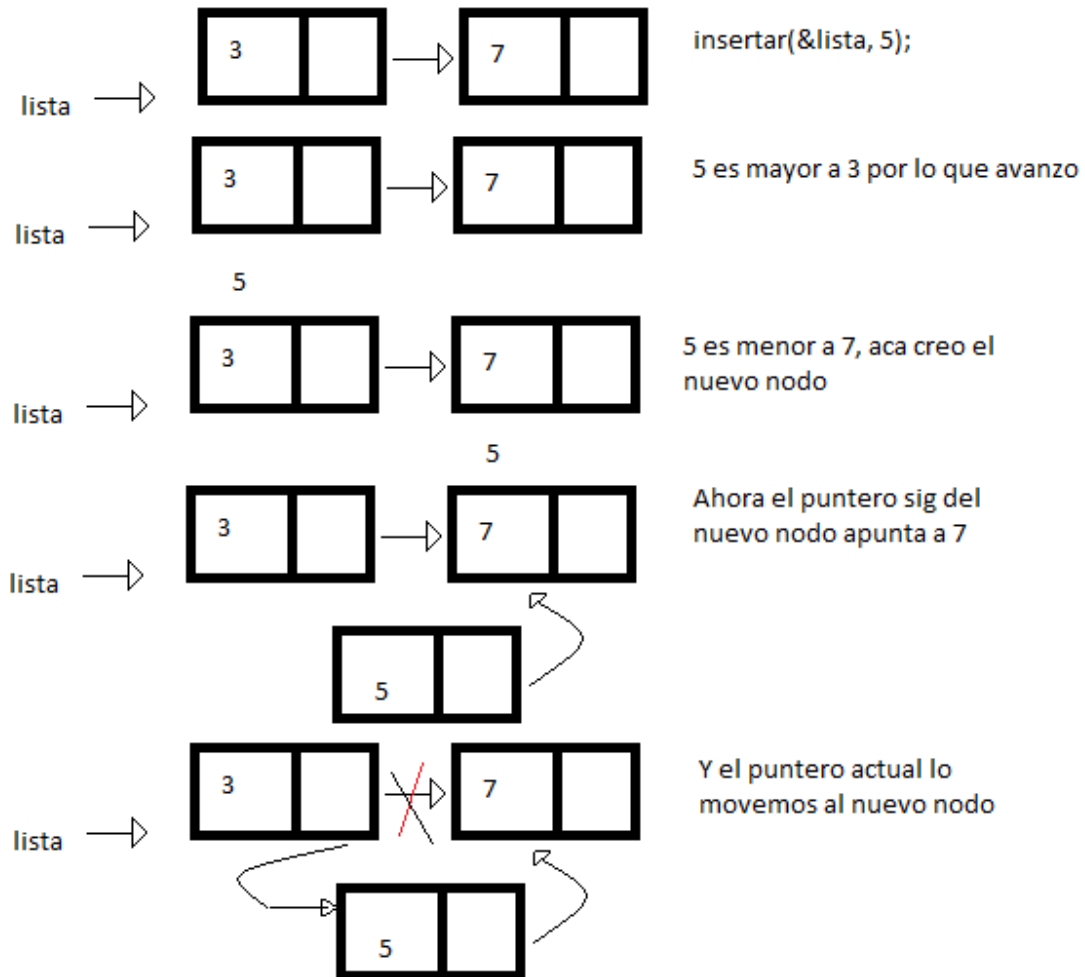 3
7
insertar(&lista, 5);
lista
3
7
5 es mayor a 3 por lo que avanzo
lista
5
3
7
5 es menor a 7, aca creo el
nuevo nodo
lista
5
3
7
Ahora el puntero sig del
nuevo nodo apunta a 7
lista
5
3
7
Y el puntero actual lo
movemos al nuevo nodo
lista
5